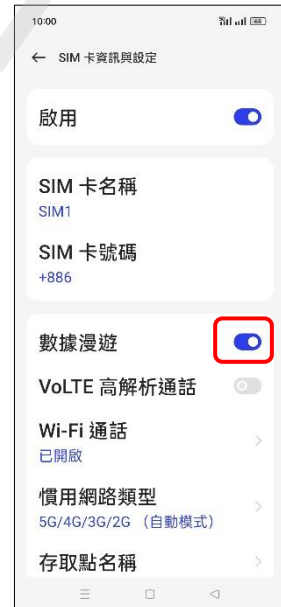 10:00
← SIM 卡資訊與設定
啟用
SIM 卡名稱
SIM1
SIM 卡號碼
+886
數據漫遊
VoLTE 高解析通話
Wi-Fi 通話
已開啟
慣用網路類型
5G/4G/3G/2G （自動模式）
存取點名稱